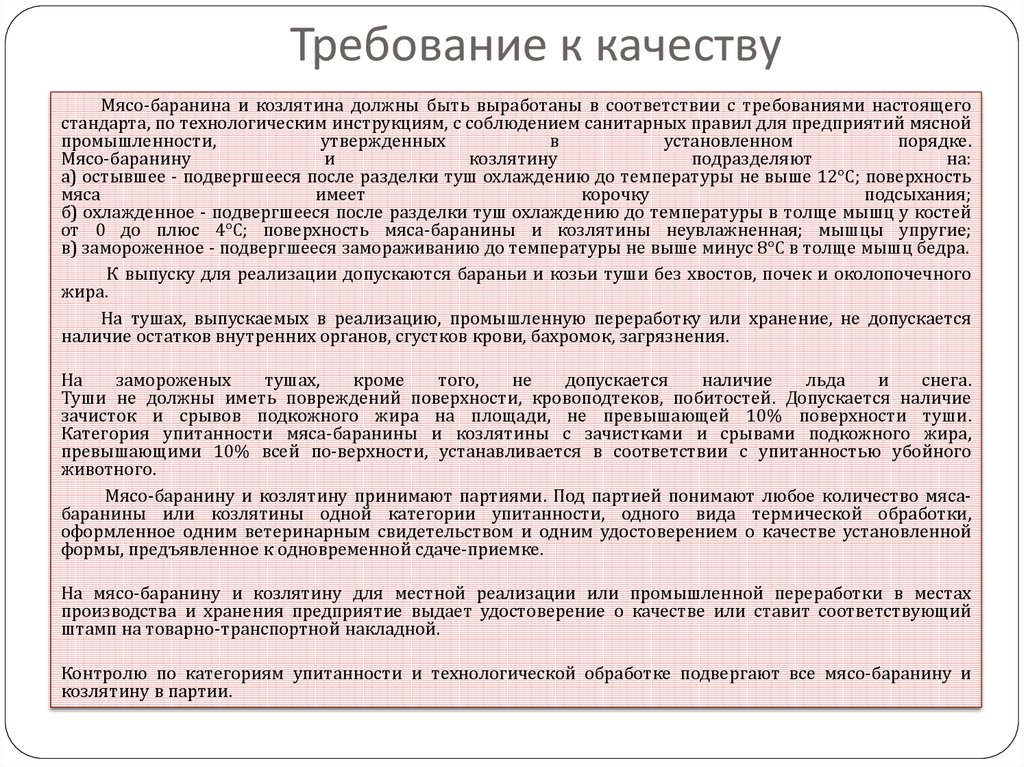 Требование к качеству
Мясо-баранина и козлятина должны быть выработаны в соответствии с требованиями настоящего
стандарта, по технологическим инструкциям, с соблюдением санитарных правил для предприятий мясной
промышленности, утвержденных в установленном порядке.
Мясо-баранину и козлятину подразделяют на:
а) остывшее - подвергшееся после разделки туш охлаждению до температуры не выше 12°С; поверхность
мяса имеет корочку подсыхания;
б) охлажденное - подвергшееся после разделки туш охлаждению до температуры в толще мышц у костей
от 0 до плюс 4°С; поверхность мяса-баранины и козлятины неувлажненная; мышцы упругие;
в) замороженное - подвергшееся замораживанию до температуры не выше минус 8°С в толще мышц бедра.
К выпуску для реализации допускаются бараньи и козьи туши без хвостов, почек и околопочечного
жира.
На тушах, выпускаемых в реализацию, промышленную переработку или хранение, не допускается
наличие остатков внутренних органов, сгустков крови, бахромок, загрязнения.
На замороженых тушах, кроме того, не допускается наличие льда и снега.
Туши не должны иметь повреждений поверхности, кровоподтеков, побитостей. Допускается наличие
зачисток и срывов подкожного жира на площади, не превышающей 10% поверхности туши.
Категория упитанности мяса-баранины и козлятины с зачистками и срывами подкожного жира,
превышающими 10% всей по-верхности, устанавливается в соответствии с упитанностью убойного
животного.
Мясо-баранину и козлятину принимают партиями. Под партией понимают любое количество мяса-
баранины или козлятины одной категории упитанности, одного вида термической обработки,
оформленное одним ветеринарным свидетельством и одним удостоверением о качестве установленной
формы, предъявленное к одновременной сдаче-приемке.
На мясо-баранину и козлятину для местной реализации или промышленной переработки в местах
производства и хранения предприятие выдает удостоверение о качестве или ставит соответствующий
штамп на товарно-транспортной накладной.
Контролю по категориям упитанности и технологической обработке подвергают все мясо-баранину и
козлятину в партии.